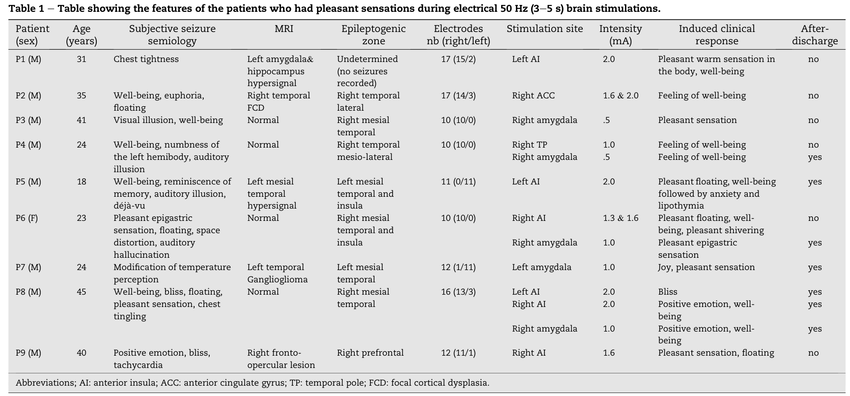 Table 1 – Table showing the features of the patients who had pleasant sensations during electrical 50 Hz (3–5 s) brain stimulations.
Patient (sex) Age (years) Subjective seizure semiology MRI Epileptogenic zone Electrodes nb (right/left) Stimulation site Intensity (mA) Induced clinical response After-discharge
P1 (M) 31 Chest tightness Left amygdala& Undetermined 17 (15/2) Left AI 2.0 Pleasant warm sensation in no
hippocampus (no seizures the body, well-being
hypersignal recorded)
P2 (M) 35 Well-being, euphoria, Right temporal Right temporal 17 (14/3) Right ACC 1.6 & 2.0 Feeling of well-being no
floating FCD lateral
P3 (M) 41 Visual illusion, well-being Normal Right mesial 10 (10/0) Right amygdala .5 Pleasant sensation no
temporal
P4 (M) 24 Well-being, numbness of Normal Right temporal 10 (10/0) Right TP 1.0 Feeling of well-being no
the left hemibody, auditory mesio-lateral Right amygdala .5 Feeling of well-being yes
illusion
P5 (M) 18 Well-being, reminiscence of Left mesial Left mesial 11 (0/11) Left AI 2.0 Pleasant floating, well-being yes
memory, auditory illusion, temporal temporal and followed by anxiety and
déjà-vu hypersignal insula lipothymia
P6 (F) 23 Pleasant epigastric Normal Right mesial 10 (10/0) Right AI 1.3 & 1.6 Pleasant floating, well- no
sensation, floating, space temporal and being, pleasant shivering
distortion, auditory insula Right amygdala 1.0 Pleasant epigastric yes
hallucination sensation
P7 (M) 24 Modification of temperature Left temporal Left mesial 12 (1/11) Left amygdala 1.0 Joy, pleasant sensation yes
perception Ganglioglioma temporal
P8 (M) 45 Well-being, bliss, floating, Normal Right mesial 16 (13/3) Left AI 2.0 Bliss yes
pleasant sensation, chest temporal Right AI 2.0 Positive emotion, well- yes
tingling being
Right amygdala 1.0 Positive emotion, well- yes
being
P9 (M) 40 Positive emotion, bliss, Right fronto- Right prefrontal 12 (11/1) Right AI 1.6 Pleasant sensation, floating no
tachycardia opercular lesion
Abbreviations; AI: anterior insula; ACC: anterior cingulate gyrus; TP: temporal pole; FCD: focal cortical dysplasia.